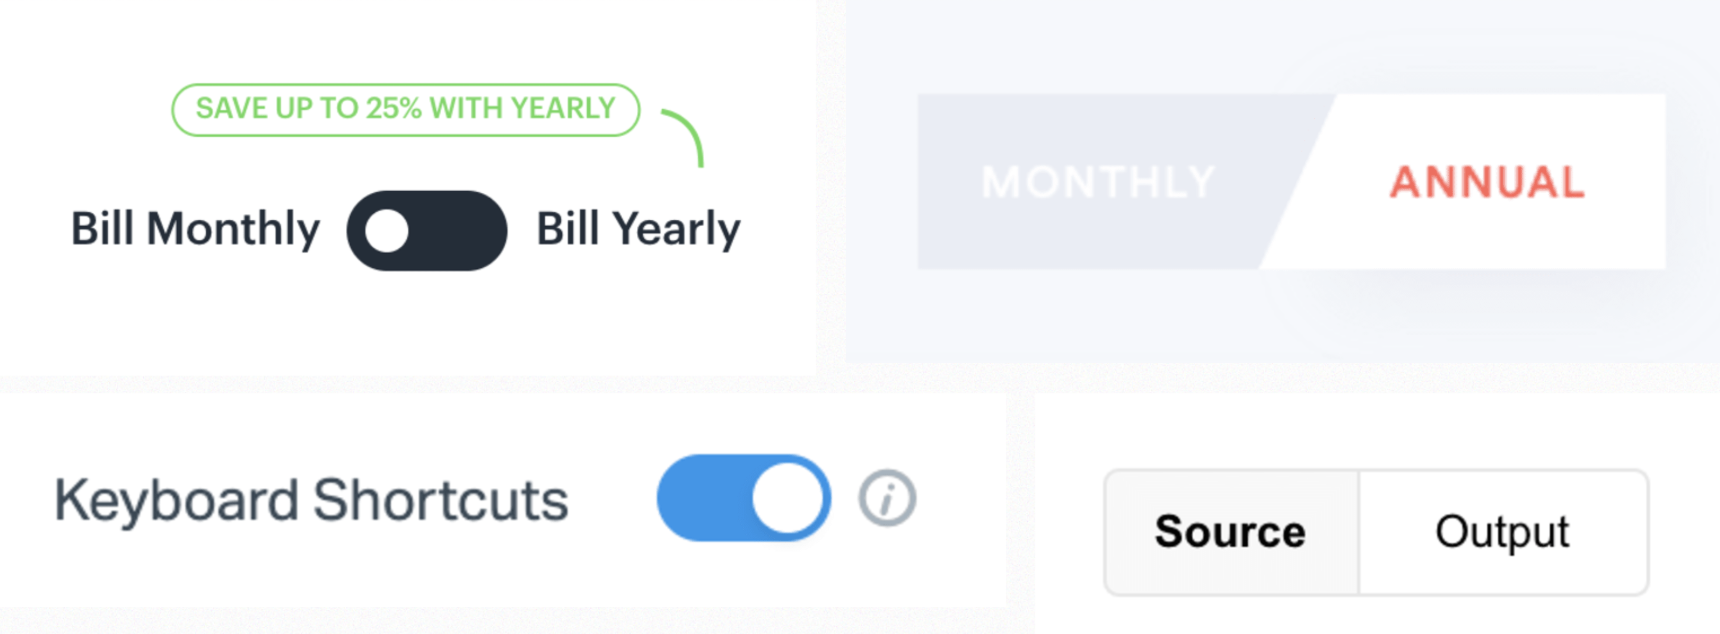 SAVE UP TO 25% WITH YEARLY
Bill Monthly
Bill Yearly
MONTHLY
ANNUAL
Keyboard Shortcuts
i
Source
Output